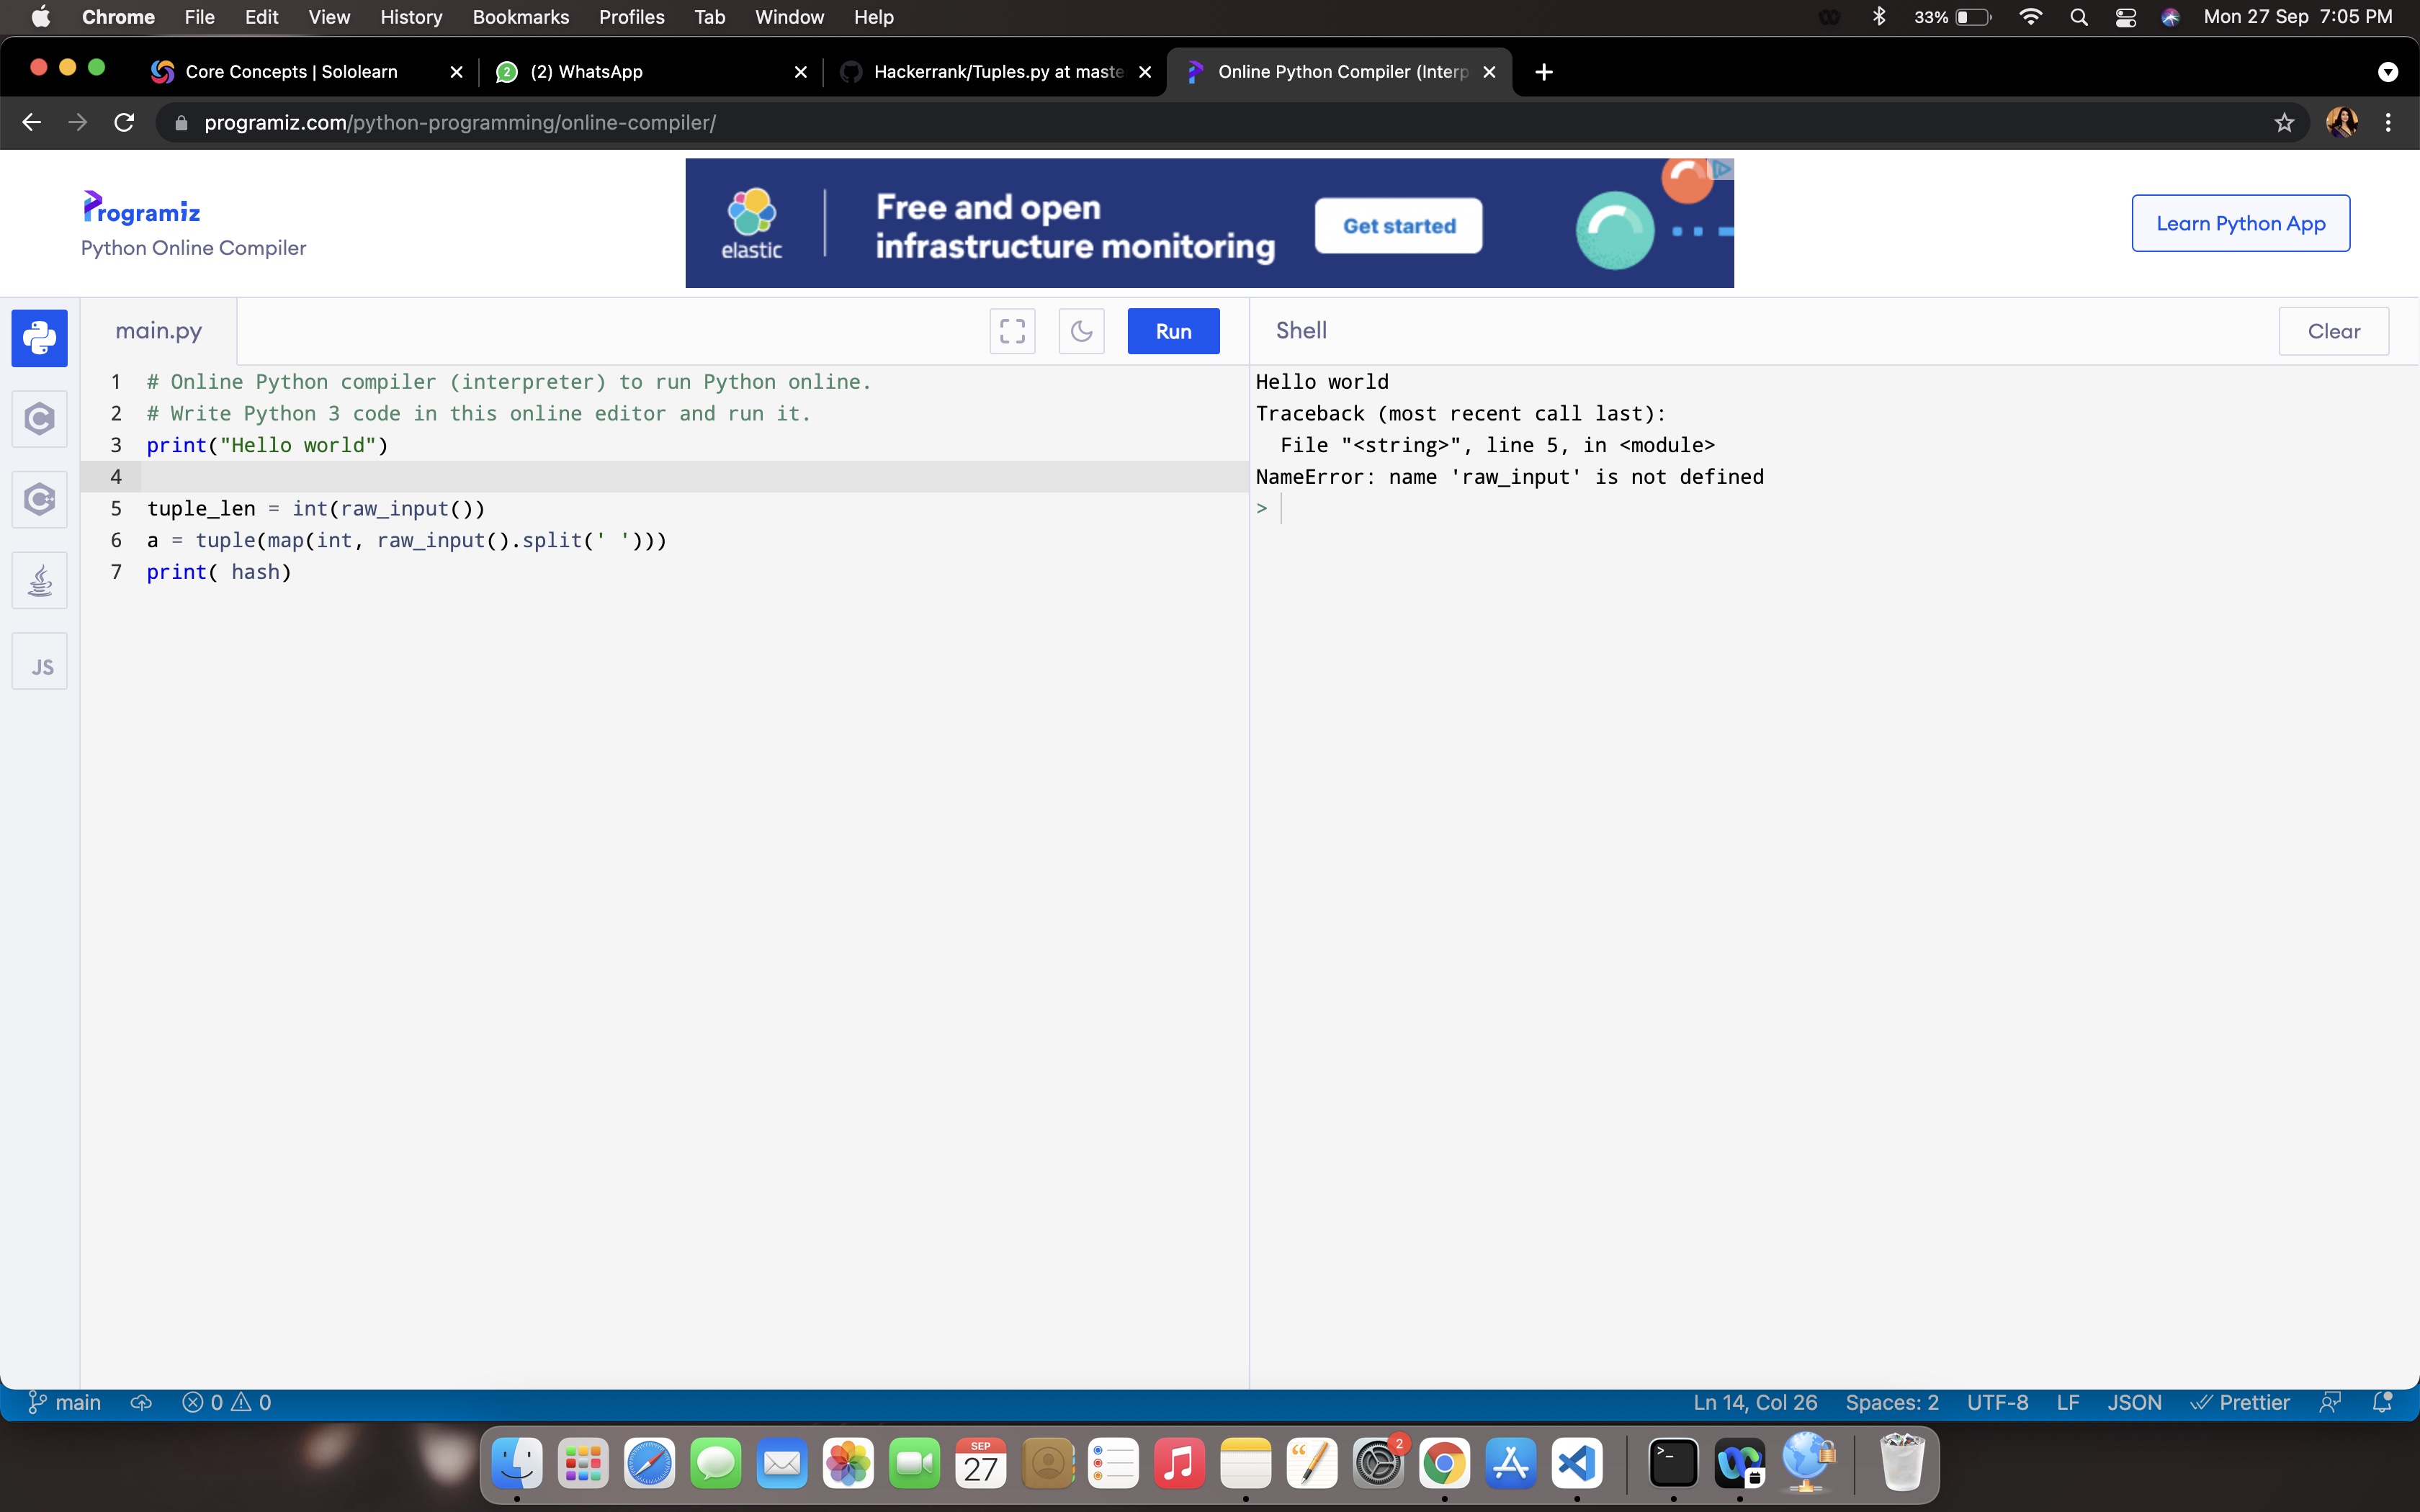 Chrome File Edit View History Bookmarks Profiles Tab Window Help 33% Mon 27 Sep 7:05 PM
Core Concepts | Sololearn (2) WhatsApp Hackerrank/Tuples.py at maste Online Python Compiler (Interp
programiz.com/python-programming/online-compiler/
Programiz
Python Online Compiler
elastic
Free and open
infrastructure monitoring
Get started
Learn Python App
main.py
Run
Shell
Clear
1 # Online Python compiler (interpreter) to run Python online.
2 # Write Python 3 code in this online editor and run it.
3 print("Hello world")
4
5 tuple_len = int(raw_input())
6 a = tuple(map(int, raw_input().split(' ')))
7 print( hash)
JS
Hello world
Traceback (most recent call last):
  File "<string>", line 5, in <module>
NameError: name 'raw_input' is not defined
>
main 0 0 Ln 14, Col 26 Spaces: 2 UTF-8 LF JSON Prettier
SEP
27
2